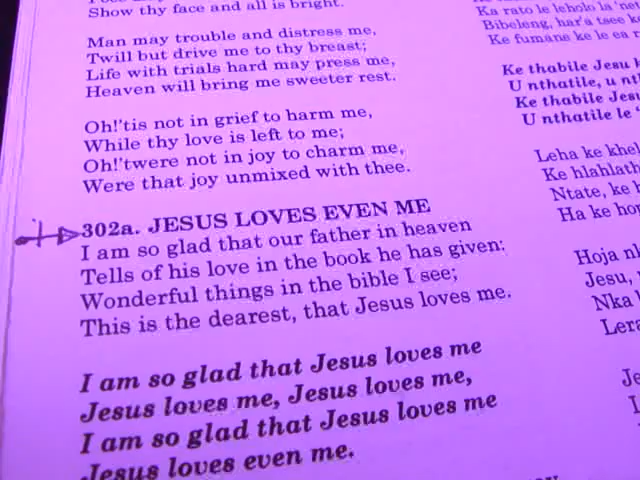 Show thy face and all is bright.
Man may trouble and distress me,
Twill but drive me to thy breast;
Life with trials hard may press me,
Heaven will bring me sweeter rest.
Oh!'tis not in grief to harm me,
While thy love is left to me;
Oh!'twere not in joy to charm me,
Were that joy unmixed with thee.
302a. JESUS LOVES EVEN ME
I am so glad that our father in heaven
Tells of his love in the book he has given:
Wonderful things in the bible I see;
This is the dearest, that Jesus loves me.
I am so glad that Jesus loves me
Jesus loves me, Jesus loves me,
I am so glad that Jesus loves me
Jesus loves even me.
Ka rato le leholo la 'ne
Bibeleng, har'a tsee
Ke fumane ke le ea
Ke thabile Jesu
U nthatile, u
Ke thabile Jesu
U nthatile le
Leha ke
Ke hlahlath
Ntate, ke
Ha ke
Hoja
Jesu,
Nka